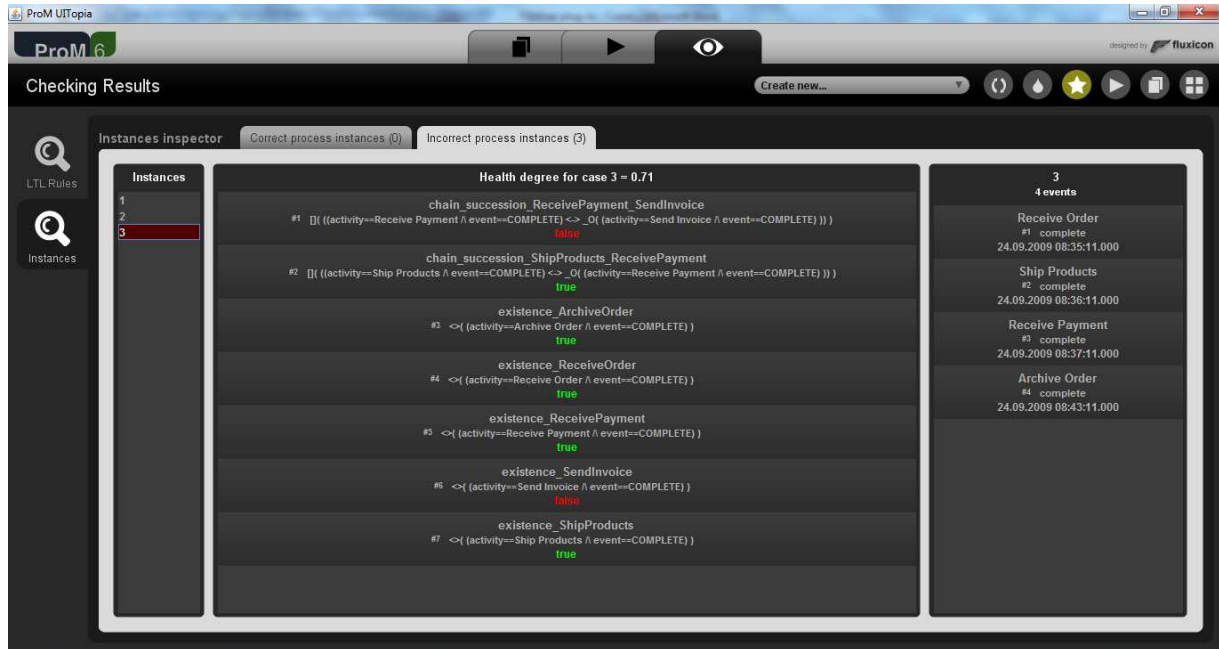 ProM UITopia
ProM 6
designed by fluxicon
Checking Results
Create new...
Instances inspector
Correct process instances (0)
Incorrect process instances (3)
LTL Rules
Instances
Instances
1
2
3
Health degree for case 3 = 0.71
chain_succession_ReceivePayment_SendInvoice
#1 []( ((activity==Receive Payment /\ event==COMPLETE) <-> _O( (activity==Send Invoice /\ event==COMPLETE) )) )
false
chain_succession_ShipProducts_ReceivePayment
#2 []( ((activity==Ship Products /\ event==COMPLETE) <-> _O( (activity==Receive Payment /\ event==COMPLETE) )) )
true
existence_ArchiveOrder
#3 <>( (activity==Archive Order /\ event==COMPLETE) )
true
existence_ReceiveOrder
#4 <>( (activity==Receive Order /\ event==COMPLETE) )
true
existence_ReceivePayment
#5 <>( (activity==Receive Payment /\ event==COMPLETE) )
true
existence_SendInvoice
#6 <>( (activity==Send Invoice /\ event==COMPLETE) )
false
existence_ShipProducts
#7 <>( (activity==Ship Products /\ event==COMPLETE) )
true
3
4 events
Receive Order
#1 complete
24.09.2009 08:35:11.000
Ship Products
#2 complete
24.09.2009 08:36:11.000
Receive Payment
#3 complete
24.09.2009 08:37:11.000
Archive Order
#4 complete
24.09.2009 08:43:11.000